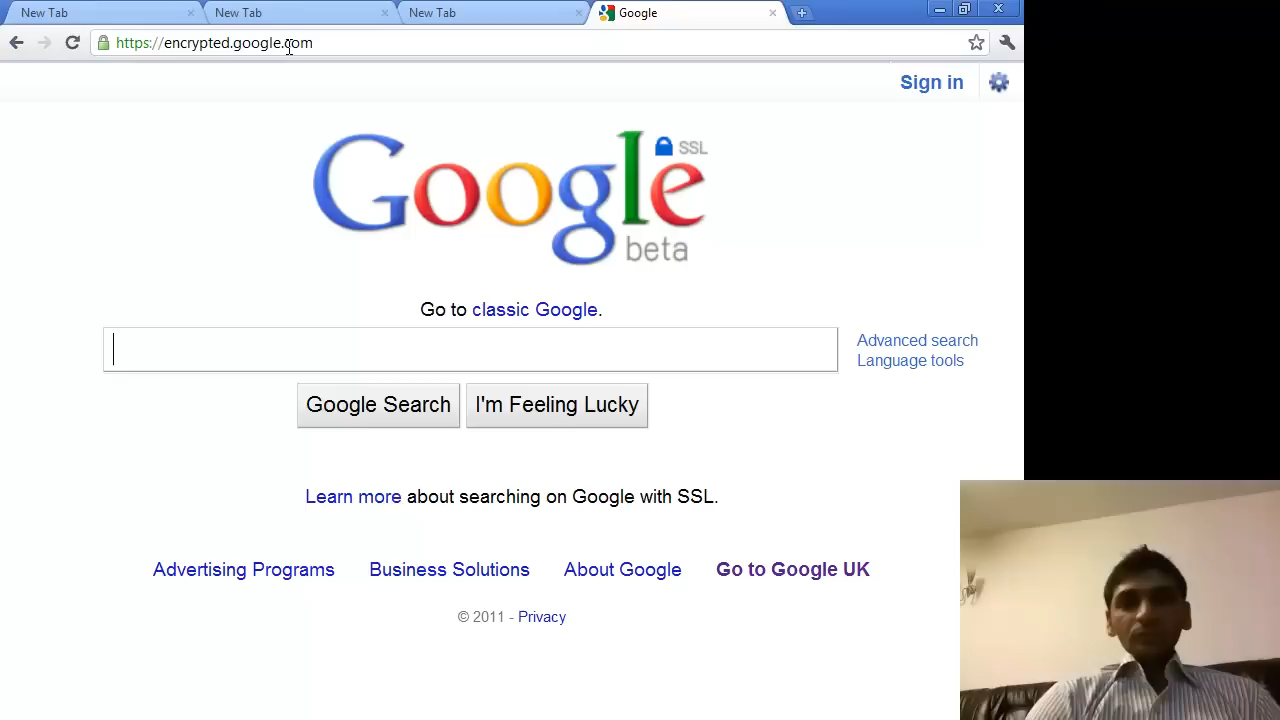 New Tab New Tab New Tab Google
https://encrypted.google.com
Sign in
Google SSL
beta
Go to classic Google.
Advanced search
Language tools
Google Search I'm Feeling Lucky
Learn more about searching on Google with SSL.
Advertising Programs Business Solutions About Google Go to Google UK
© 2011 - Privacy